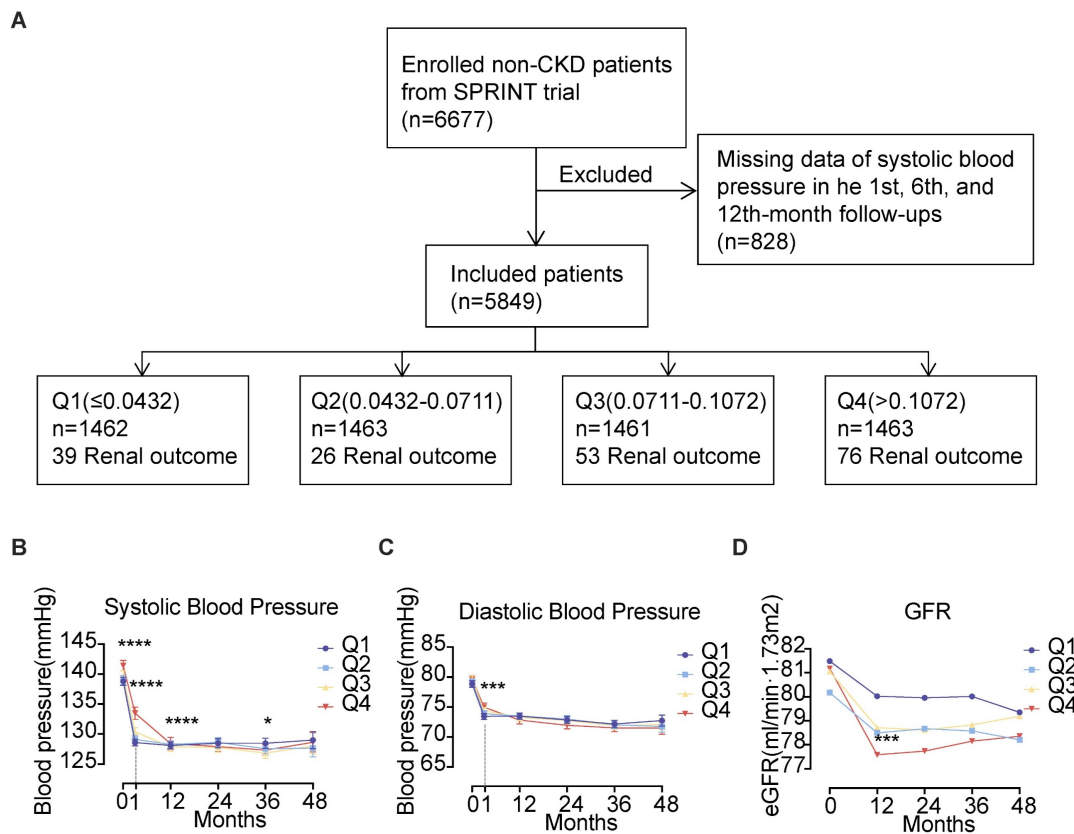 A
Enrolled non-CKD patients
from SPRINT trial
(n=6677)
Excluded
Missing data of systolic blood
pressure in he 1st, 6th, and
12th-month follow-ups
(n=828)
Included patients
(n=5849)
Q1(≤0.0432)
n=1462
39 Renal outcome
Q2(0.0432-0.0711)
n=1463
26 Renal outcome
Q3(0.0711-0.1072)
n=1461
53 Renal outcome
Q4(>0.1072)
n=1463
76 Renal outcome
B
Systolic Blood Pressure
Blood pressure(mmHg)
145
140
135
130
125
****
****
****
*
Q1
Q2
Q3
Q4
0 1 12 24 36 48
Months
C
Diastolic Blood Pressure
Blood pressure(mmHg)
85
80
75
70
65
***
Q1
Q2
Q3
Q4
0 1 12 24 36 48
Months
D
GFR
eGFR(ml/min·1.73m2)
82
81
80
79
78
77
***
Q1
Q2
Q3
Q4
0 12 24 36 48
Months